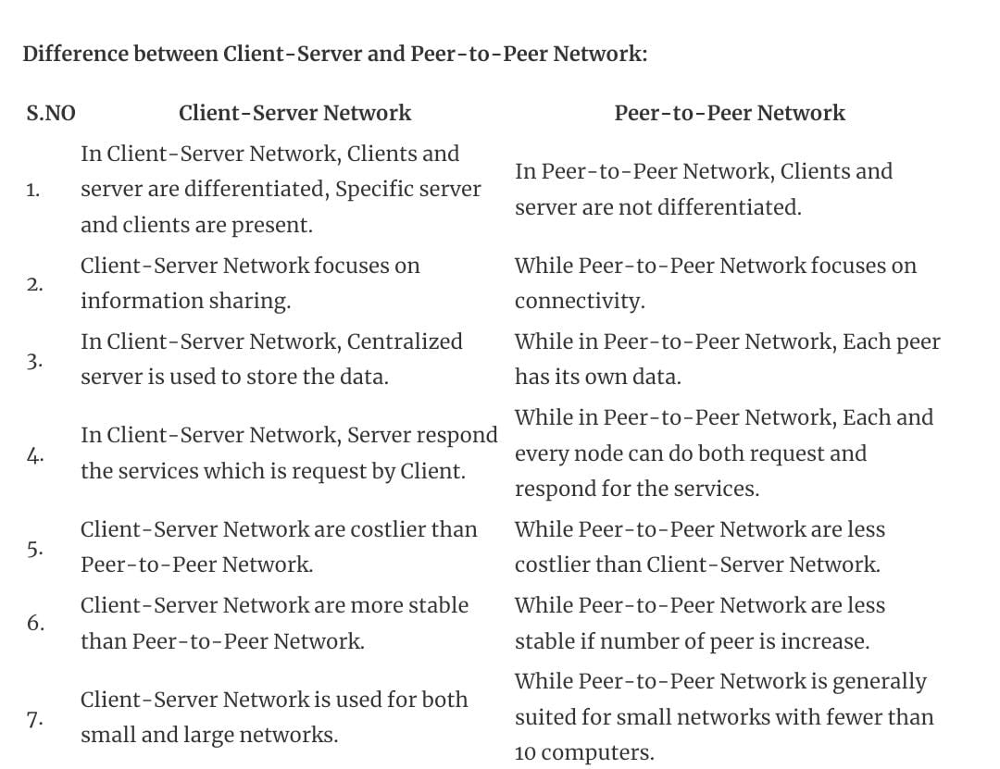 Difference between Client-Server and Peer-to-Peer Network:
S.NO Client-Server Network Peer-to-Peer Network
1.
In Client-Server Network, Clients and
server are differentiated, Specific server
and clients are present.
In Peer-to-Peer Network, Clients and
server are not differentiated.
2.
Client-Server Network focuses on
information sharing.
While Peer-to-Peer Network focuses on
connectivity.
3.
In Client-Server Network, Centralized
server is used to store the data.
While in Peer-to-Peer Network, Each peer
has its own data.
4.
In Client-Server Network, Server respond
the services which is request by Client.
While in Peer-to-Peer Network, Each and
every node can do both request and
respond for the services.
5.
Client-Server Network are costlier than
Peer-to-Peer Network.
While Peer-to-Peer Network are less
costlier than Client-Server Network.
6.
Client-Server Network are more stable
than Peer-to-Peer Network.
While Peer-to-Peer Network are less
stable if number of peer is increase.
7.
Client-Server Network is used for both
small and large networks.
While Peer-to-Peer Network is generally
suited for small networks with fewer than
10 computers.